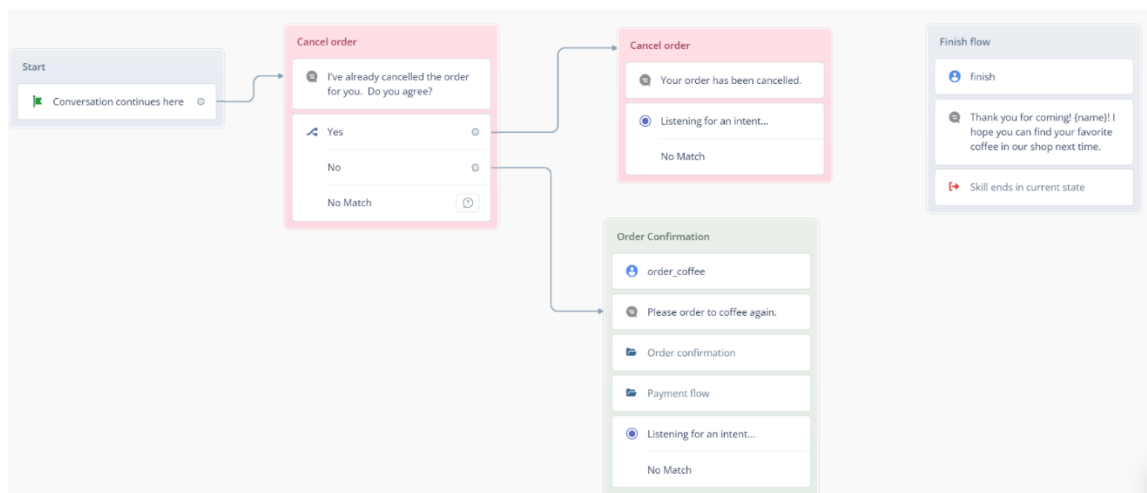 Start
Conversation continues here
Cancel order
I've already cancelled the order
for you. Do you agree?
Yes
No
No Match
Cancel order
Your order has been cancelled.
Listening for an intent...
No Match
Order Confirmation
order_coffee
Please order to coffee again.
Order confirmation
Payment flow
Listening for an intent...
No Match
Finish flow
finish
Thank you for coming! {name}! I
hope you can find your favorite
coffee in our shop next time.
Skill ends in current state